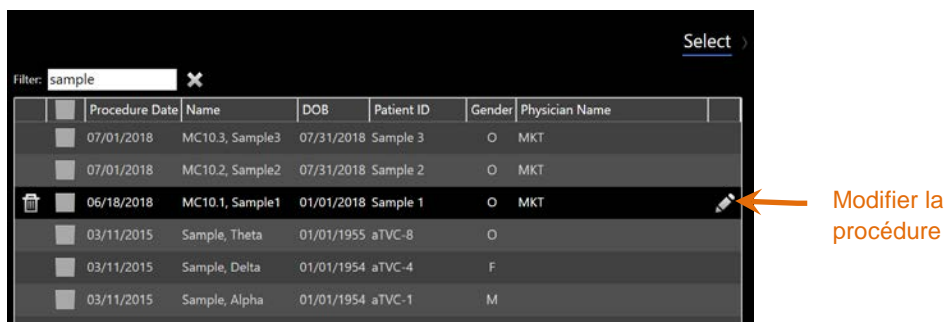 Select
Filter: sample
Procedure Date Name DOB Patient ID Gender Physician Name
07/01/2018 MC10.3, Sample3 07/31/2018 Sample 3 O MKT
07/01/2018 MC10.2, Sample2 07/31/2018 Sample 2 O MKT
06/18/2018 MC10.1, Sample1 01/01/2018 Sample 1 O MKT
Modifier la
procédure
03/11/2015 Sample, Theta 01/01/1955 aTVC-8 O
03/11/2015 Sample, Delta 01/01/1954 aTVC-4 F
03/11/2015 Sample, Alpha 01/01/1954 aTVC-1 M